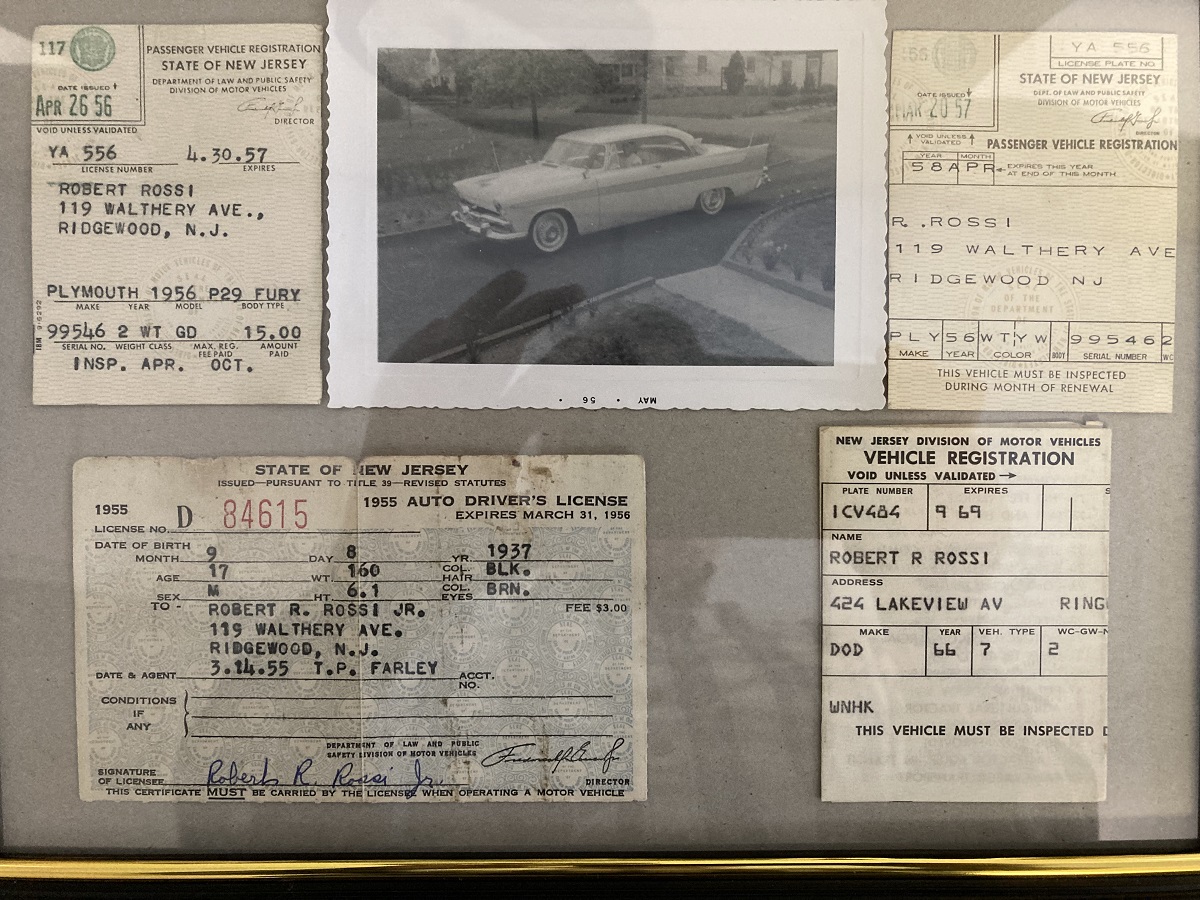 117
PASSENGER VEHICLE REGISTRATION
STATE OF NEW JERSEY
DEPARTMENT OF LAW AND PUBLIC SAFETY
DIVISION OF MOTOR VEHICLES
DATE ISSUED
APR 26 56
DIRECTOR
VOID UNLESS VALIDATED
YA 556 4.30.57
LICENSE NUMBER EXPIRES
ROBERT ROSSI
119 WALTHERY AVE.,
RIDGEWOOD, N.J.
PLYMOUTH 1956 P29 FURY
MAKE YEAR MODEL BODY TYPE
99546 2 WT GD 15.00
SERIAL NO. WEIGHT CLASS MAX. REG. FEE PAID AMOUNT PAID
INSP. APR. OCT.
MAY • 56 •
56
YA 556
LICENSE PLATE NO
STATE OF NEW JERSEY
DEPT. OF LAW AND PUBLIC SAFETY
DIVISION OF MOTOR VEHICLES
DATE ISSUED
MAR 20 57
DIRECTOR
VOID UNLESS VALIDATED
PASSENGER VEHICLE REGISTRATION
YEAR MONTH
58 APR EXPIRES THIS YEAR
AT END OF THIS MONTH
R .ROSSI
119 WALTHERY AVE
RIDGEWOOD NJ
PLY 56 WT YW 995462
MAKE YEAR COLOR BODY SERIAL NUMBER WC
THIS VEHICLE MUST BE INSPECTED
DURING MONTH OF RENEWAL
STATE OF NEW JERSEY
ISSUED—PURSUANT TO TITLE 39—REVISED STATUTES
1955 1955 AUTO DRIVER'S LICENSE
LICENSE NO. D 84615 EXPIRES MARCH 31, 1956
DATE OF BIRTH
MONTH 9 DAY 8 YR. 1937
AGE 17 WT. 160 COL. HAIR BLK.
SEX M HT. 6.1 COL. EYES BRN.
TO - ROBERT R. ROSSI JR. FEE $3.00
119 WALTHERY AVE.
RIDGEWOOD, N.J.
DATE & AGENT 3.14.55 T.P. FARLEY ACCT. NO.
CONDITIONS
IF
ANY
DEPARTMENT OF LAW AND PUBLIC
SAFETY DIVISION OF MOTOR VEHICLES
SIGNATURE
OF LICENSEE Robert R. Rossi Jr. DIRECTOR
THIS CERTIFICATE MUST BE CARRIED BY THE LICENSEE WHEN OPERATING A MOTOR VEHICLE
NEW JERSEY DIVISION OF MOTOR VEHICLES
VEHICLE REGISTRATION
VOID UNLESS VALIDATED
PLATE NUMBER EXPIRES S
ICV484 9 69
NAME
ROBERT R ROSSI
ADDRESS
424 LAKEVIEW AV RING
MAKE YEAR VEH. TYPE WC-GW-N
DOD 66 7 2
WNHK
THIS VEHICLE MUST BE INSPECTED D